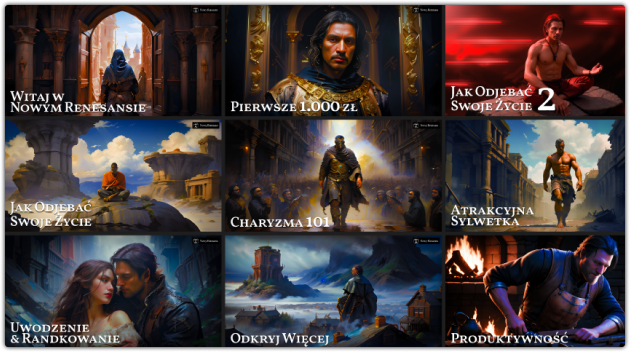 Witaj w
Nowym Renesansie
Pierwsze 1.000 zł
Jak Odjebać
Swoje Życie 2
Jak Odjebać
Swoje Życie
Charyzma 101
Atrakcyjna
Sylwetka
Uwodzenie
& Randkowanie
Odkryj Więcej
Produktywność